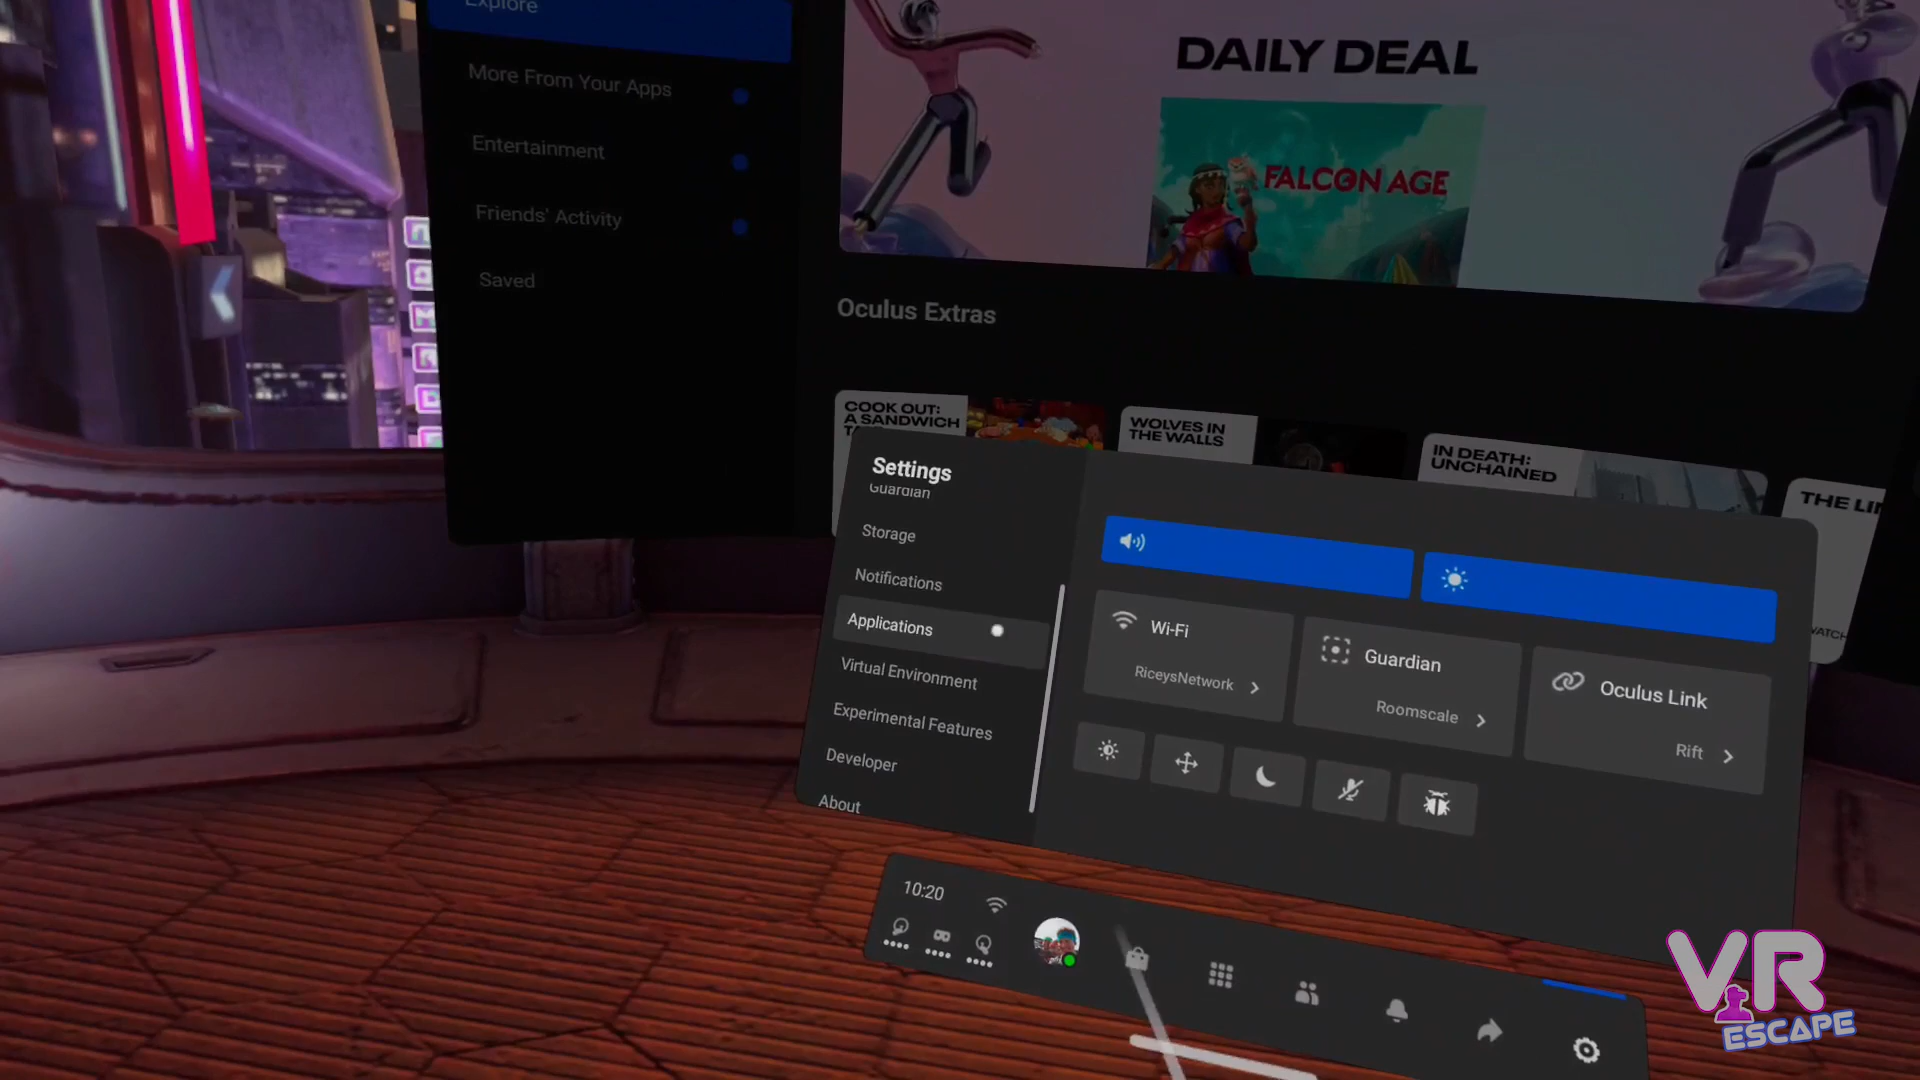 Explore
More From Your Apps
Entertainment
Friends' Activity
Saved
DAILY DEAL
FALCON AGE
Oculus Extras
COOK OUT:
A SANDWICH
WOLVES IN
THE WALLS
IN DEATH:
UNCHAINED
Settings
Guardian
Storage
Notifications
Applications
Virtual Environment
Experimental Features
Developer
About
Wi-Fi
RiceysNetwork
Guardian
Roomscale
Oculus Link
Rift
10:20
VR
ESCAPE